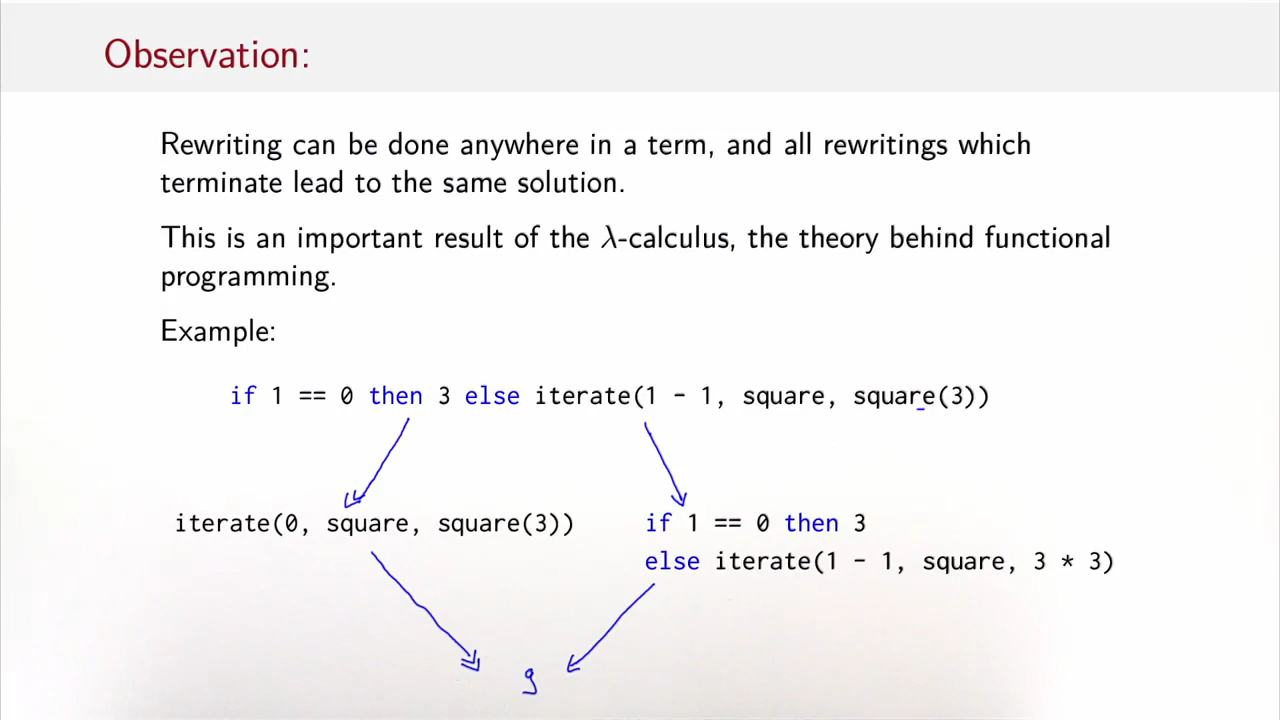 Observation:
Rewriting can be done anywhere in a term, and all rewritings which
terminate lead to the same solution.
This is an important result of the λ-calculus, the theory behind functional
programming.
Example:
if 1 == 0 then 3 else iterate(1 - 1, square, square(3))
iterate(0, square, square(3))
if 1 == 0 then 3
else iterate(1 - 1, square, 3 * 3)
9